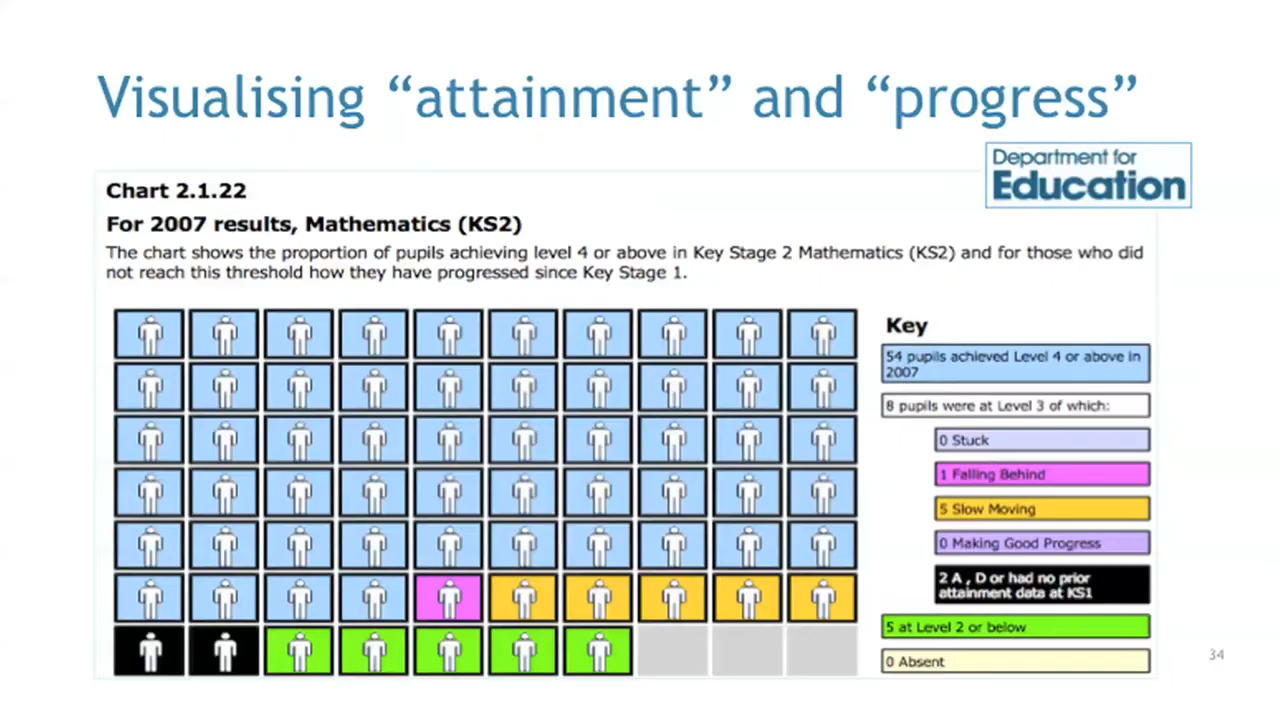 Visualising “attainment” and “progress”
Department for
Education
Chart 2.1.22
For 2007 results, Mathematics (KS2)
The chart shows the proportion of pupils achieving level 4 or above in Key Stage 2 Mathematics (KS2) and for those who did
not reach this threshold how they have progressed since Key Stage 1.
Key
54 pupils achieved Level 4 or above in
2007
8 pupils were at Level 3 of which:
0 Stuck
1 Falling Behind
5 Slow Moving
0 Making Good Progress
2 A , D or had no prior
attainment data at KS1
5 at Level 2 or below
0 Absent
34